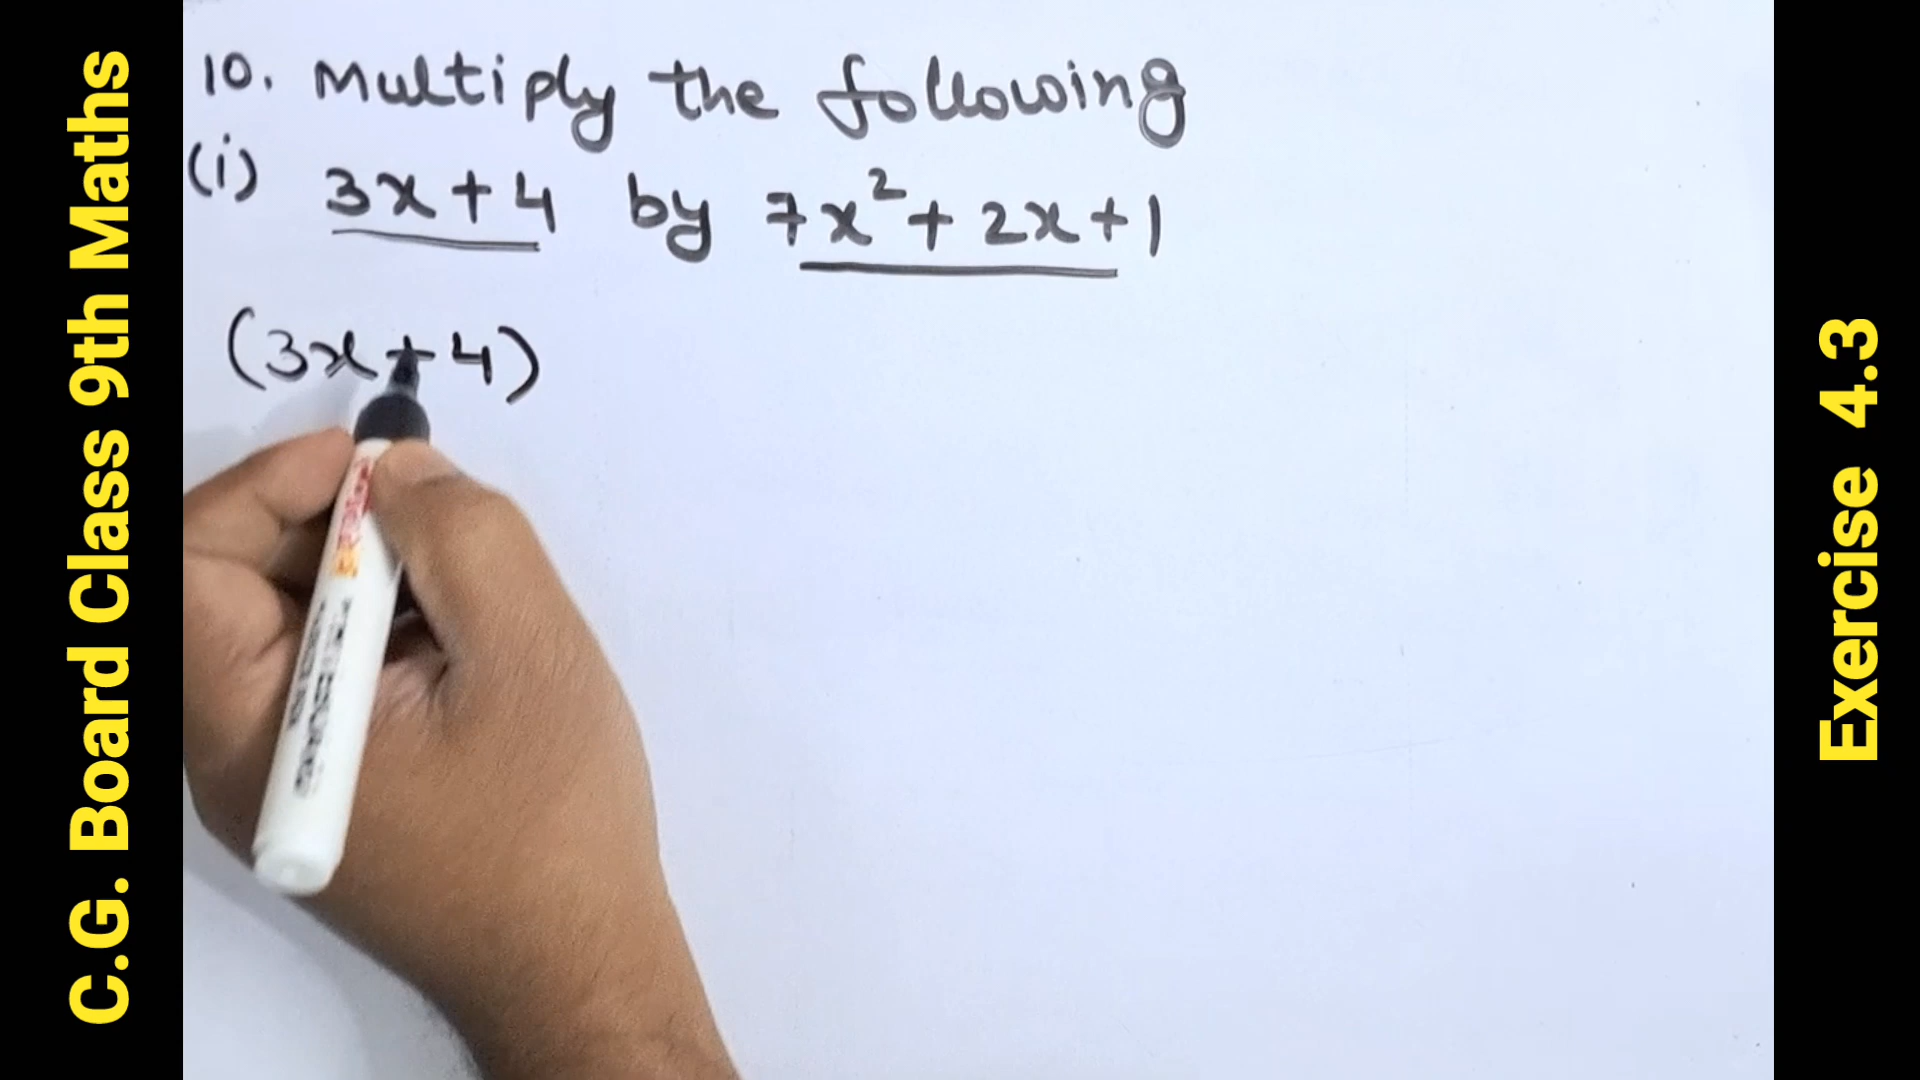 C.G. Board Class 9th Maths
10. Multiply the following
(i) 3x+4 by 7x²+2x+1
(3x+4)
Exercise 4.3